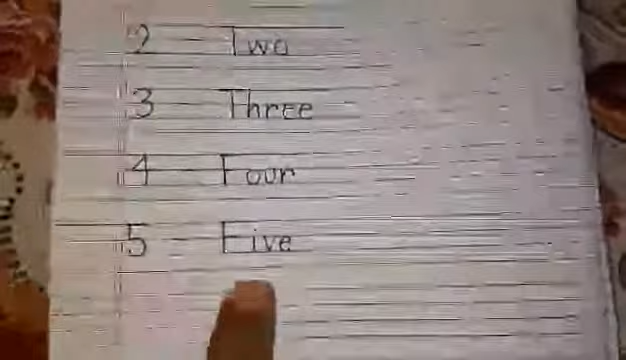 2 — Two
3 — Three
4 — Four
5 — Five